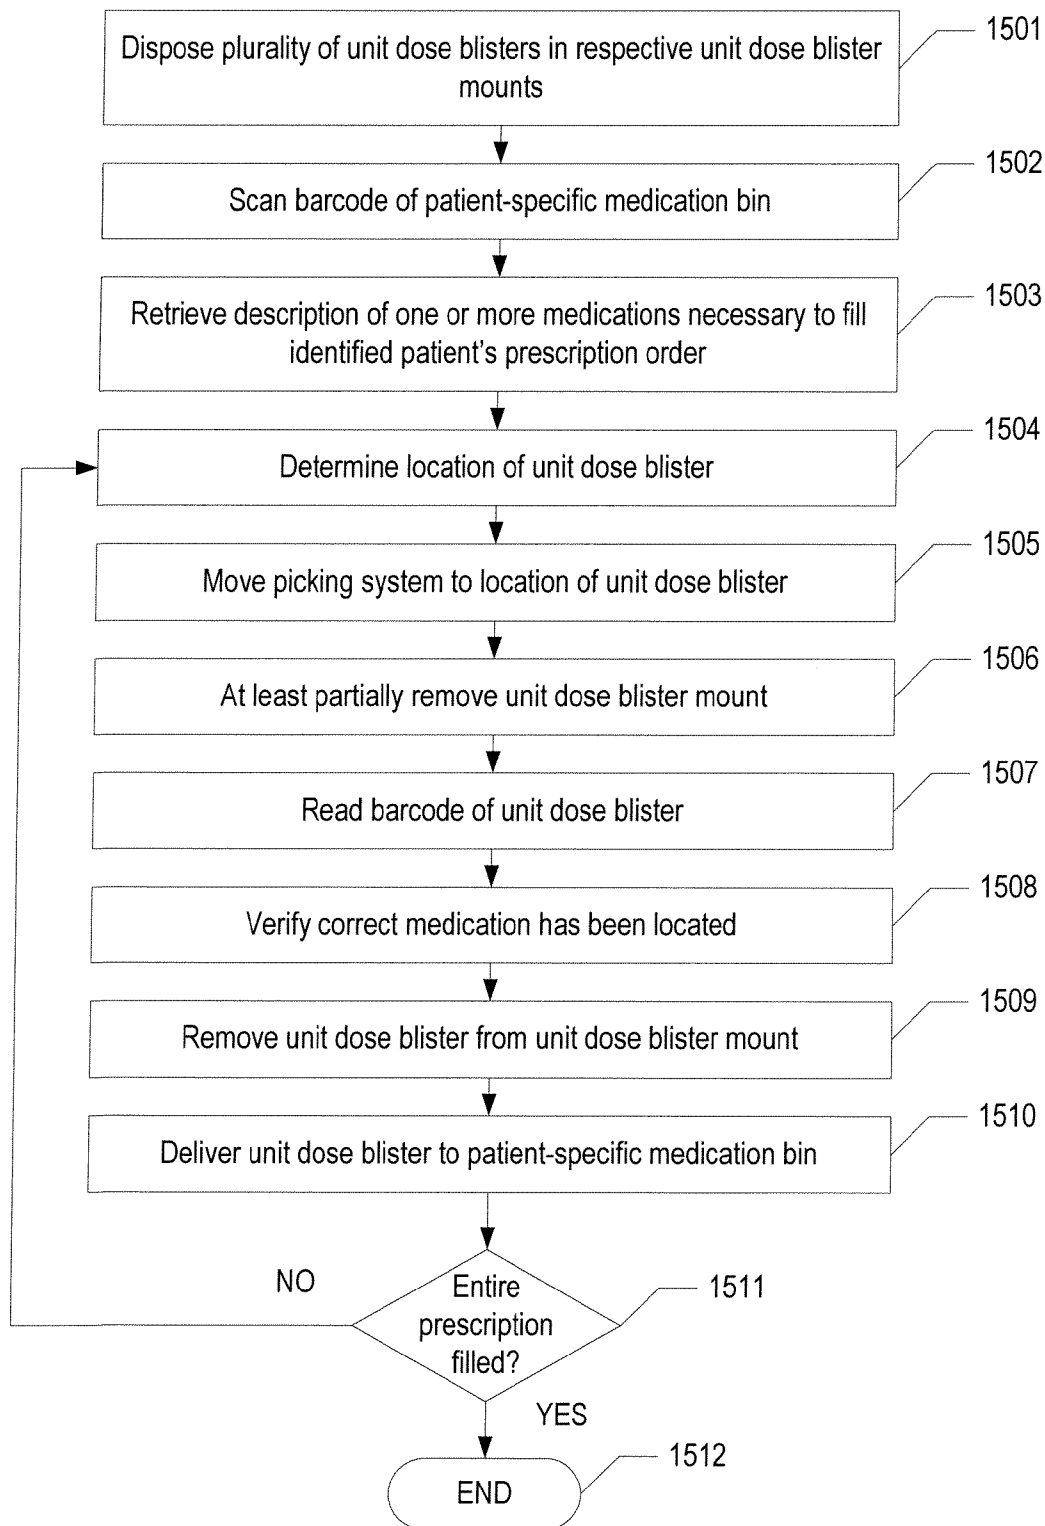 Dispose plurality of unit dose blisters in respective unit dose blister
mounts
1501
Scan barcode of patient-specific medication bin
1502
Retrieve description of one or more medications necessary to fill
identified patient's prescription order
1503
Determine location of unit dose blister
1504
Move picking system to location of unit dose blister
1505
At least partially remove unit dose blister mount
1506
Read barcode of unit dose blister
1507
Verify correct medication has been located
1508
Remove unit dose blister from unit dose blister mount
1509
Deliver unit dose blister to patient-specific medication bin
1510
NO
Entire
prescription
filled?
1511
YES
END
1512